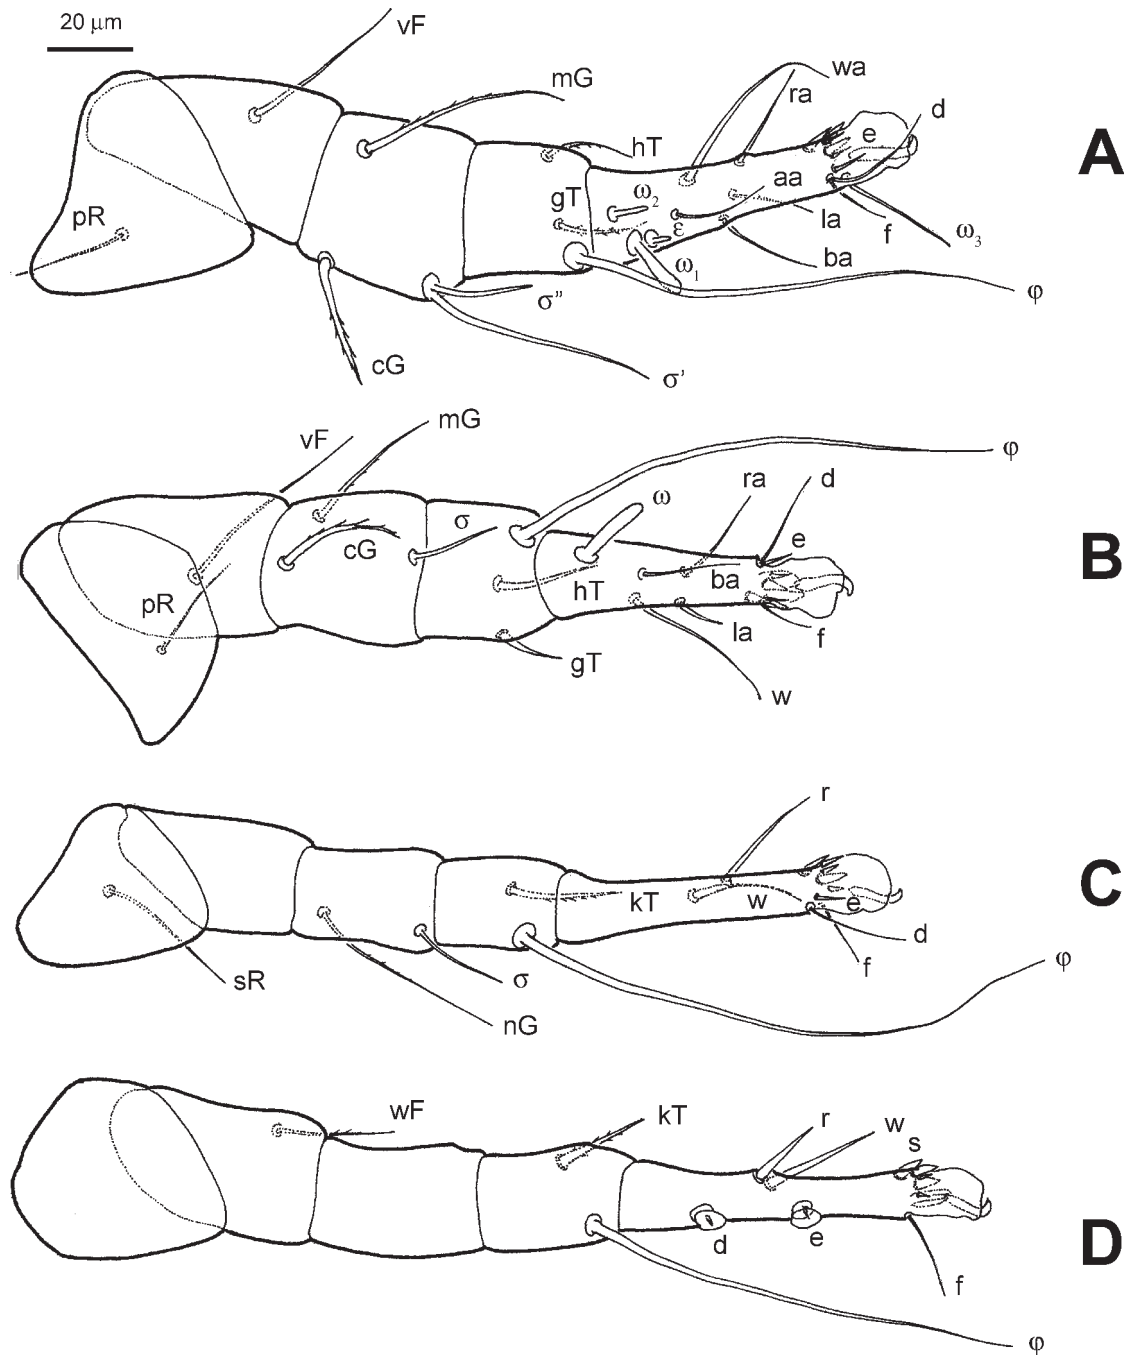 20 µm
vF
mG
wa
ra
d
e
A
hT
gT
ω2
aa
pR
ε
la
f
ω3
ω1
ba
φ
σ"
cG
σ'
mG
vF
φ
ra
d
σ
ω
e
cG
B
pR
hT
ba
la
f
gT
w
r
C
kT
w
e
d
f
sR
σ
φ
nG
wF
kT
r
w
s
D
d
e
f
φ